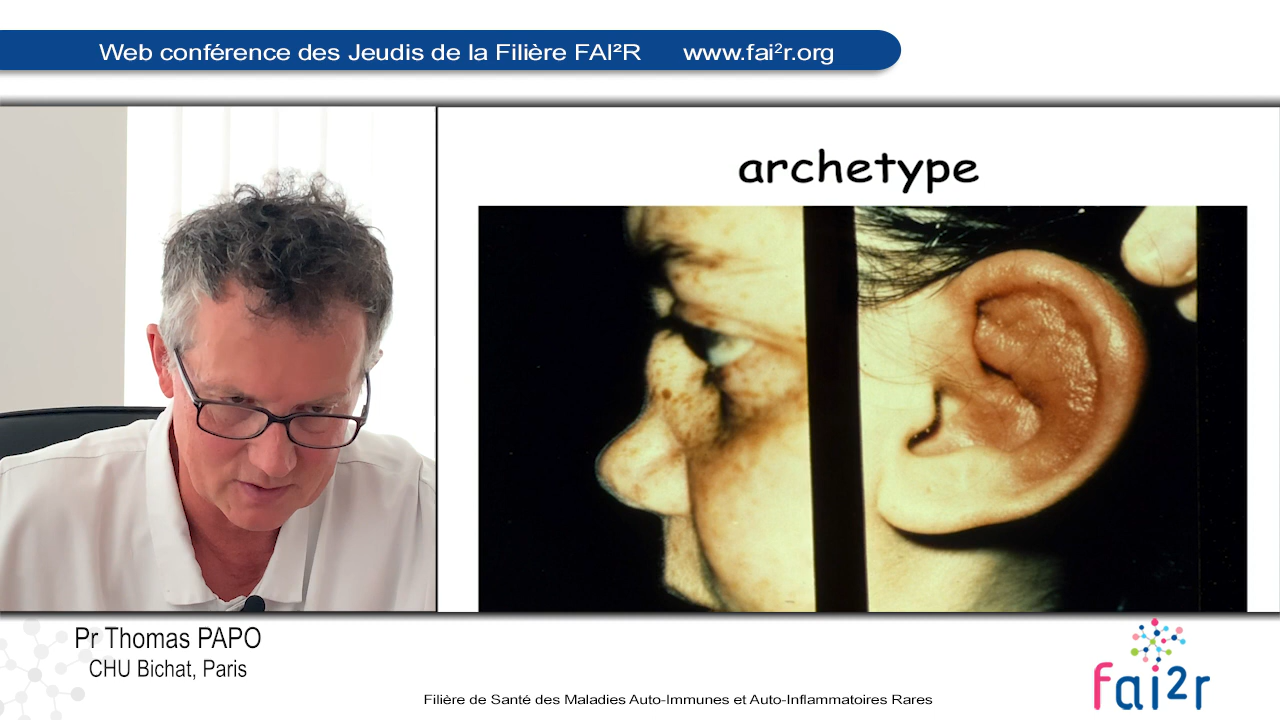 Web conférence des Jeudis de la Filière FAI²R www.fai²r.org
archetype
Pr Thomas PAPO
CHU Bichat, Paris
Filière de Santé des Maladies Auto-Immunes et Auto-Inflammatoires Rares
fai2r